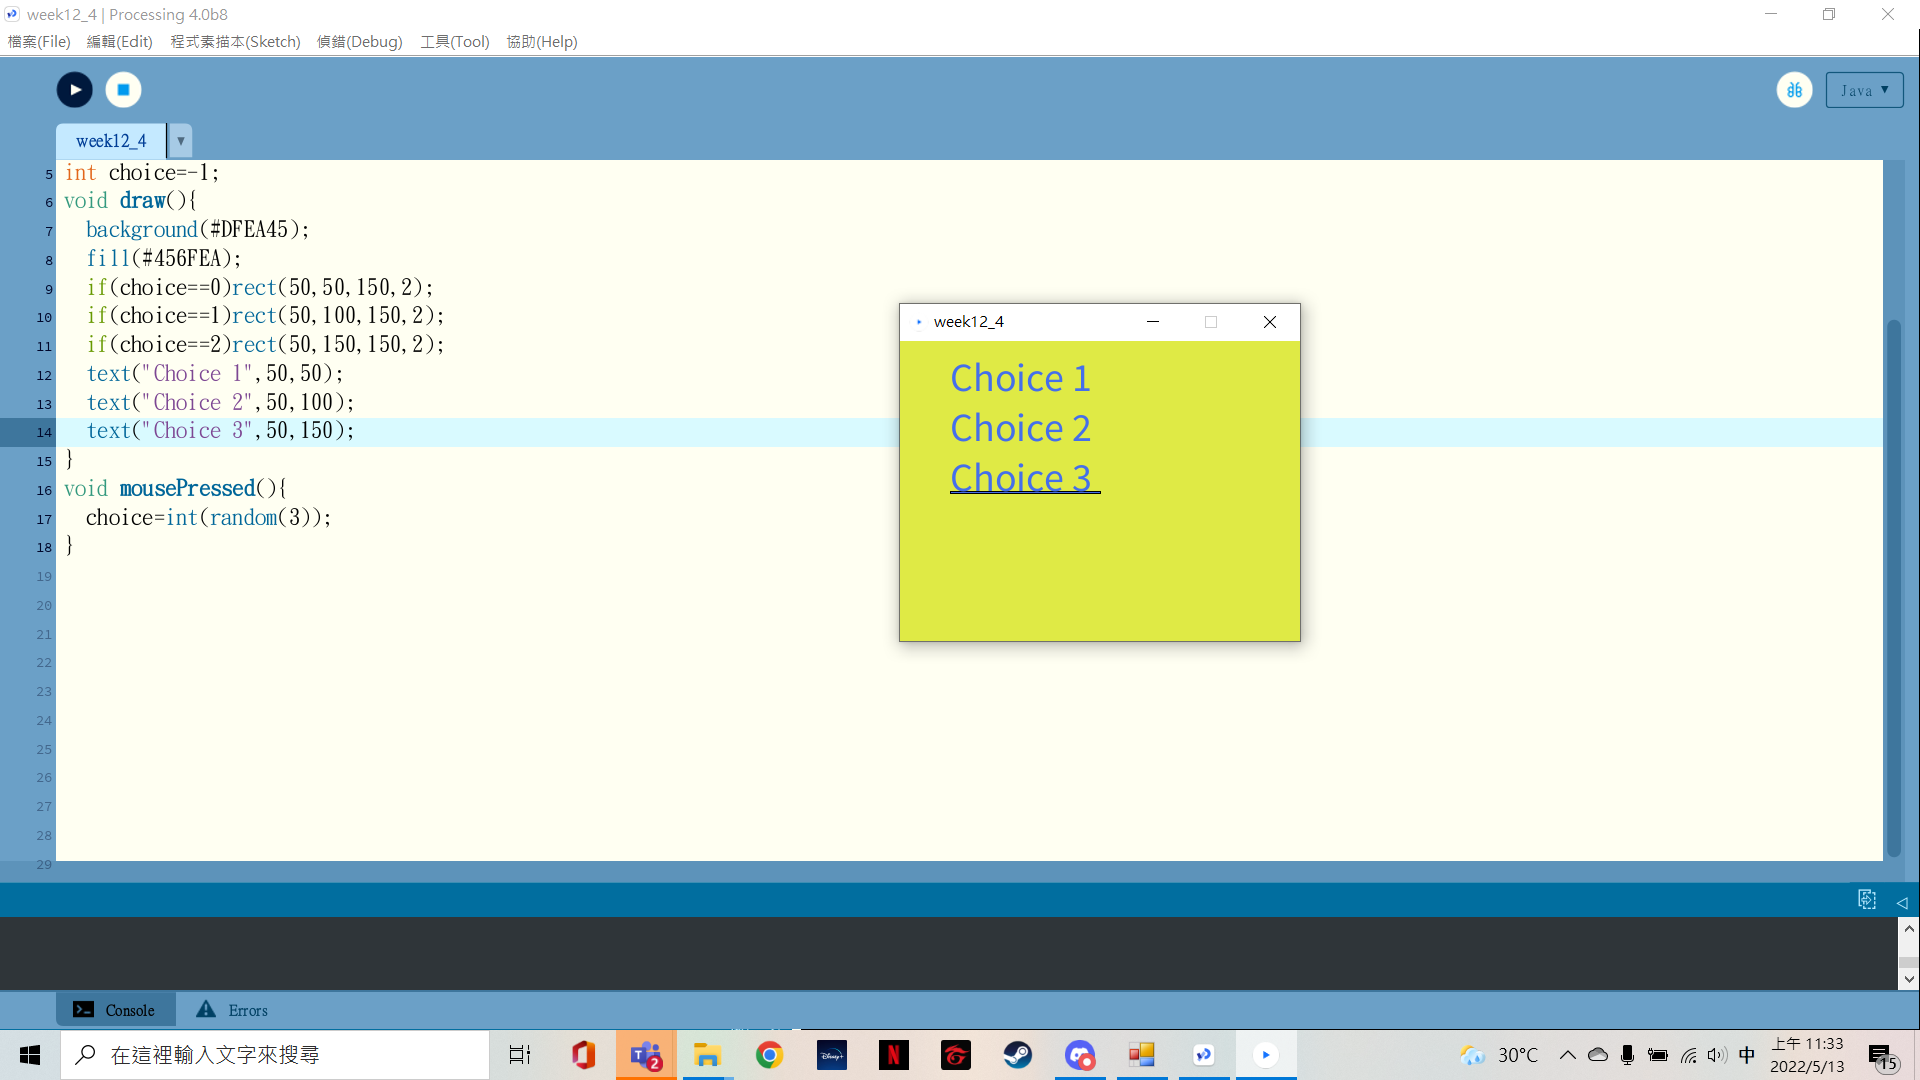 week12_4 | Processing 4.0b8
檔案(File) 編輯(Edit) 程式素描本(Sketch) 偵錯(Debug) 工具(Tool) 協助(Help)
Java ▼
week12_4 ▼
5 int choice=-1;
6 void draw(){
7 background(#DFEA45);
8 fill(#456FEA);
9 if(choice==0)rect(50,50,150,2);
10 if(choice==1)rect(50,100,150,2);
11 if(choice==2)rect(50,150,150,2);
12 text("Choice 1",50,50);
13 text("Choice 2",50,100);
14 text("Choice 3",50,150);
15 }
16 void mousePressed(){
17 choice=int(random(3));
18 }
19
20
21
22
23
24
25
26
27
28
29
week12_4
Choice 1
Choice 2
Choice 3
Console Errors
在這裡輸入文字來搜尋
2
Disney+
N
30°C
中
上午 11:33
2022/5/13
15